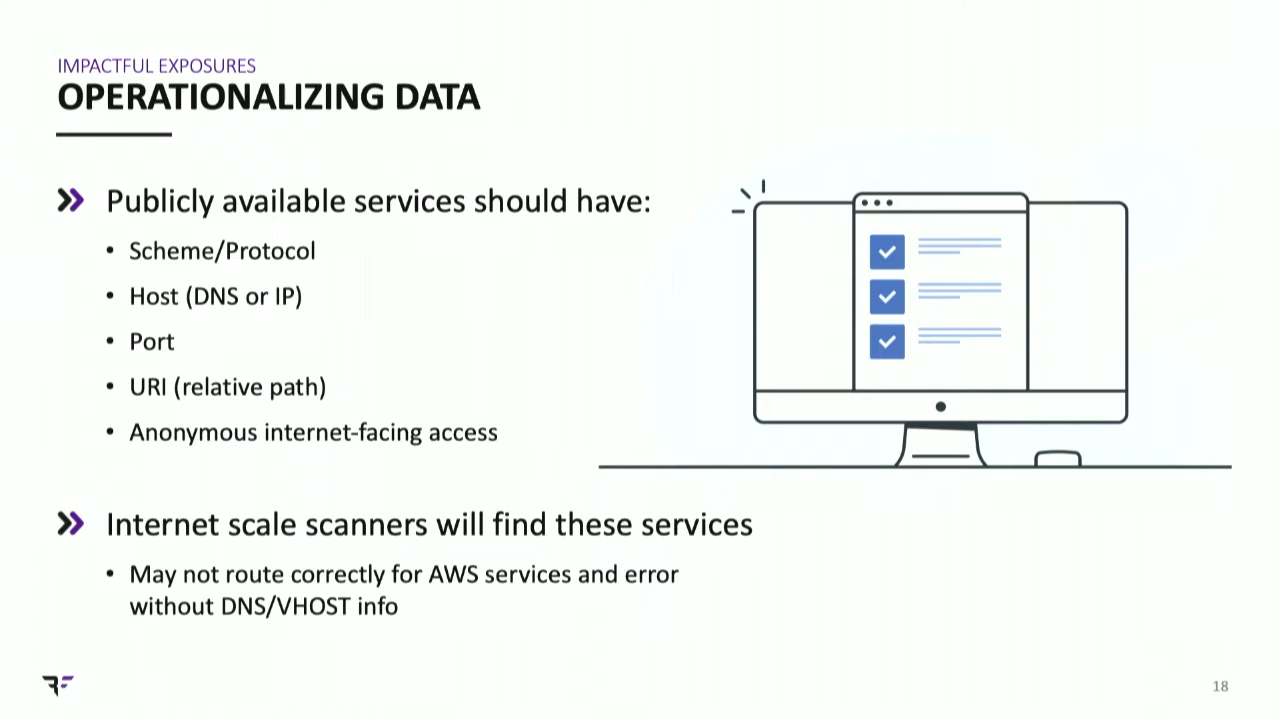 IMPACTFUL EXPOSURES
OPERATIONALIZING DATA
Publicly available services should have:
• Scheme/Protocol
• Host (DNS or IP)
• Port
• URI (relative path)
• Anonymous internet-facing access
Internet scale scanners will find these services
• May not route correctly for AWS services and error
without DNS/VHOST info
18